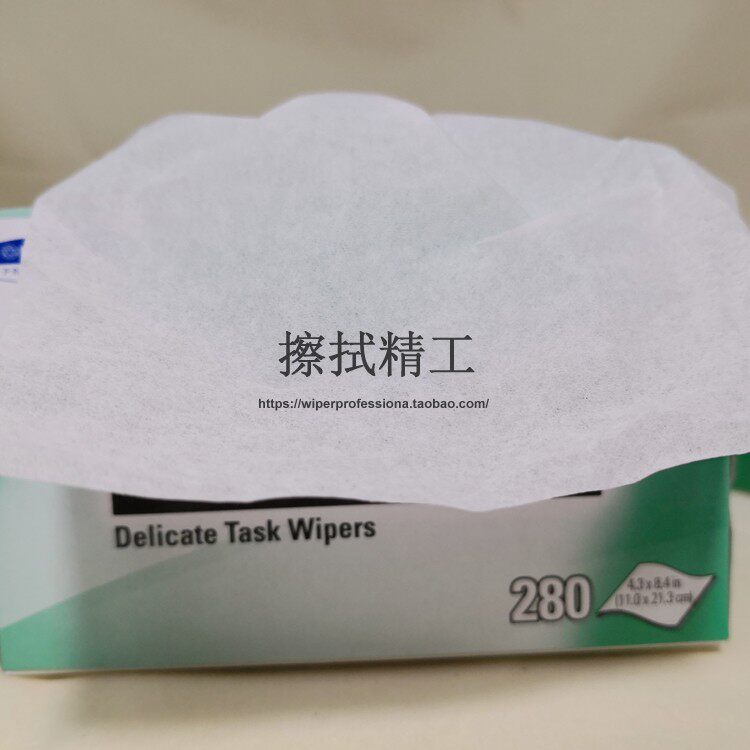 擦拭精工
https://wiperprofessiona.taobao.com/
Delicate Task Wipers
280
4.3 x 8.4 in
(11.0 x 21.3 cm)